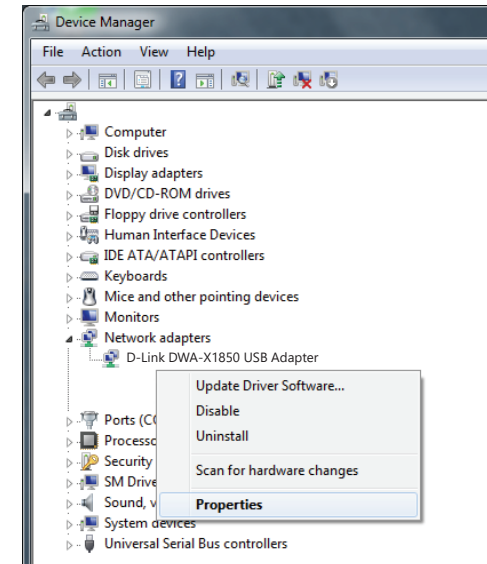 Device Manager
File Action View Help
Computer
Disk drives
Display adapters
DVD/CD-ROM drives
Floppy drive controllers
Human Interface Devices
IDE ATA/ATAPI controllers
Keyboards
Mice and other pointing devices
Monitors
Network adapters
D-Link DWA-X1850 USB Adapter
Update Driver Software...
Disable
Uninstall
Scan for hardware changes
Properties
Ports (CO
Processo
Security
SM Drive
Sound, v
System devices
Universal Serial Bus controllers